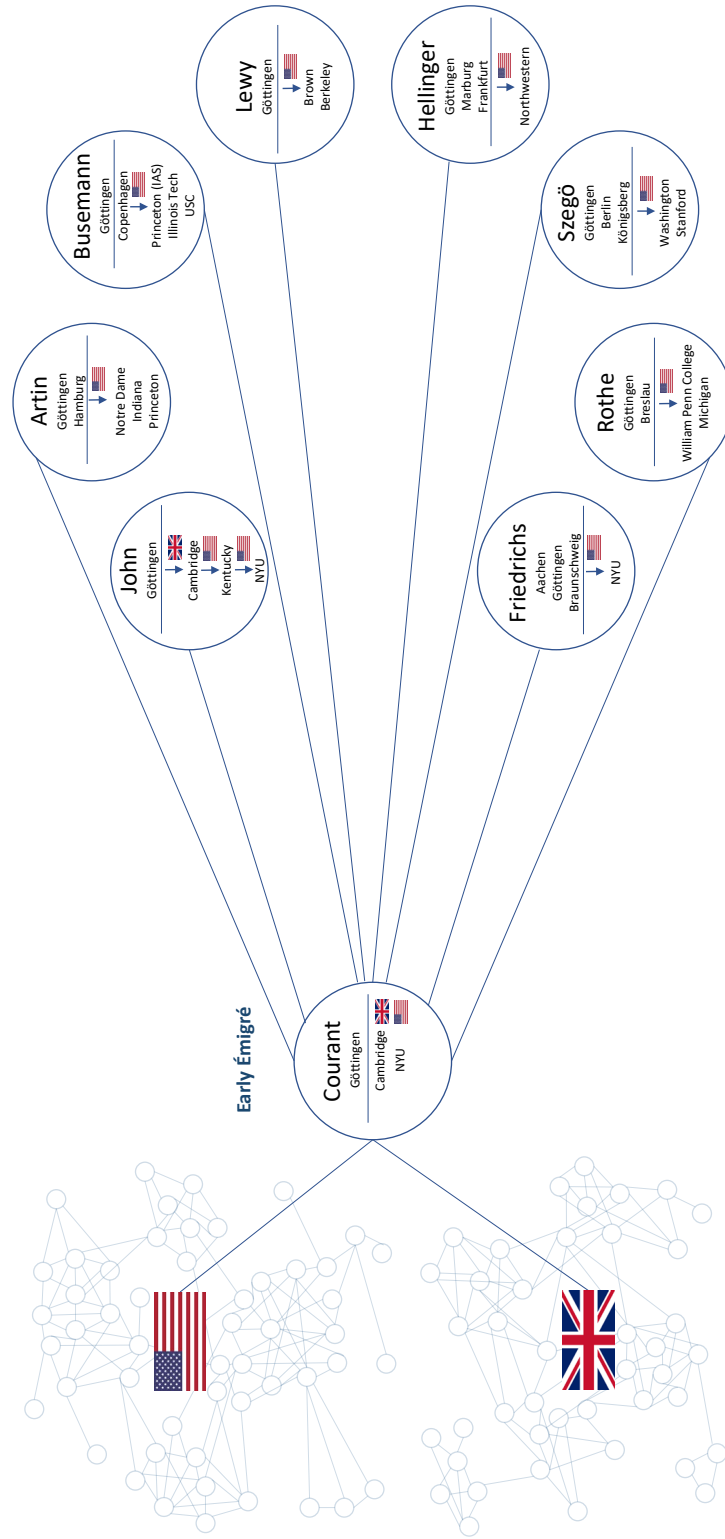 Early Émigré
Courant
Göttingen
Cambridge
NYU
Artin
Göttingen
Hamburg
Notre Dame
Indiana
Princeton
John
Göttingen
Cambridge
Kentucky
NYU
Busemann
Göttingen
Copenhagen
Princeton (IAS)
Illinois Tech
USC
Lewy
Göttingen
Brown
Berkeley
Hellinger
Göttingen
Marburg
Frankfurt
Northwestern
Szegö
Göttingen
Berlin
Königsberg
Washington
Stanford
Friedrichs
Aachen
Göttingen
Braunschweig
NYU
Rothe
Göttingen
Breslau
William Penn College
Michigan